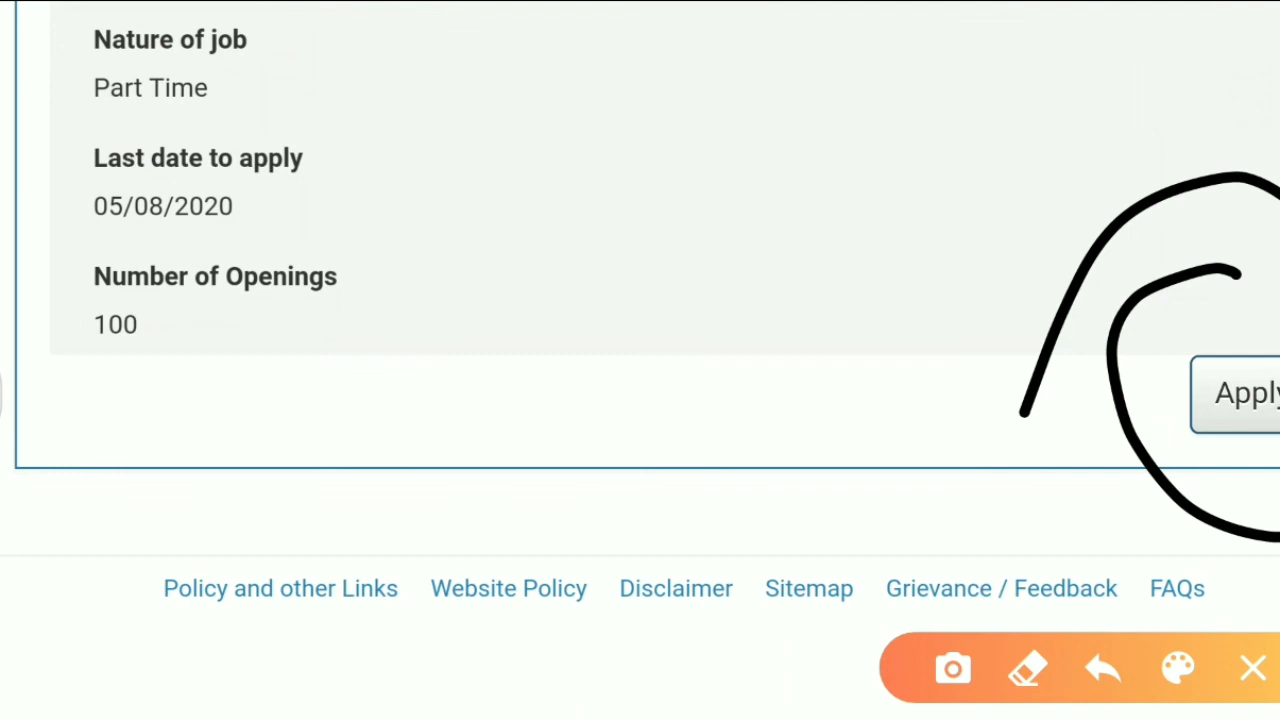 Nature of job
Part Time
Last date to apply
05/08/2020
Number of Openings
100
Apply
Policy and other Links Website Policy Disclaimer Sitemap Grievance / Feedback FAQs